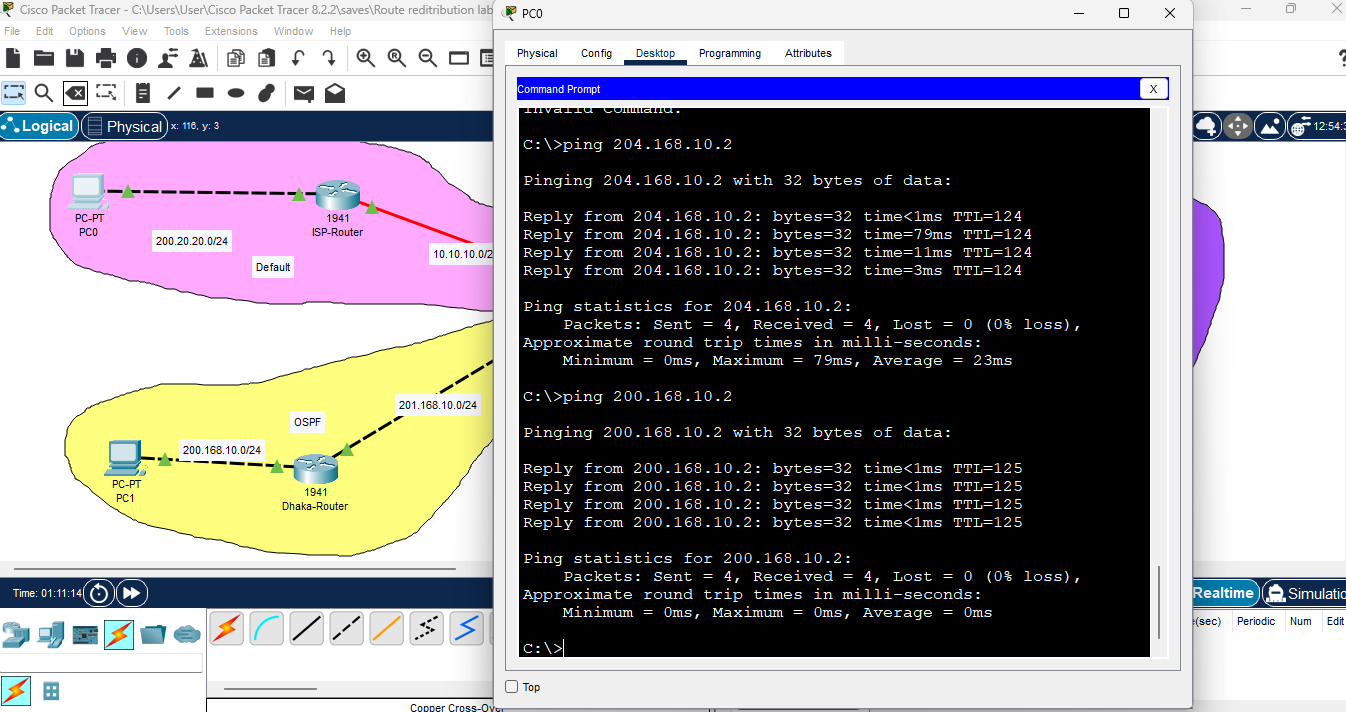 Cisco Packet Tracer - C:\Users\User\Cisco Packet Tracer 8.2.2\saves\Route reditribution lab
File Edit Options View Tools Extensions Window Help
Logical Physical x: 116, y: 3
12:54:3
PC-PT
PC0
1941
ISP-Router
200.20.20.0/24
Default
10.10.10.0/2
201.168.10.0/24
OSPF
200.168.10.0/24
PC-PT
PC1
1941
Dhaka-Router
Time: 01:11:14
Realtime Simulatio
(sec) Periodic Num Edit
Copper Cross-Over
PC0
Physical Config Desktop Programming Attributes
Command Prompt X
Invalid Command.
C:\>ping 204.168.10.2
Pinging 204.168.10.2 with 32 bytes of data:
Reply from 204.168.10.2: bytes=32 time<1ms TTL=124
Reply from 204.168.10.2: bytes=32 time=79ms TTL=124
Reply from 204.168.10.2: bytes=32 time=11ms TTL=124
Reply from 204.168.10.2: bytes=32 time=3ms TTL=124
Ping statistics for 204.168.10.2:
Packets: Sent = 4, Received = 4, Lost = 0 (0% loss),
Approximate round trip times in milli-seconds:
Minimum = 0ms, Maximum = 79ms, Average = 23ms
C:\>ping 200.168.10.2
Pinging 200.168.10.2 with 32 bytes of data:
Reply from 200.168.10.2: bytes=32 time<1ms TTL=125
Reply from 200.168.10.2: bytes=32 time<1ms TTL=125
Reply from 200.168.10.2: bytes=32 time<1ms TTL=125
Reply from 200.168.10.2: bytes=32 time<1ms TTL=125
Ping statistics for 200.168.10.2:
Packets: Sent = 4, Received = 4, Lost = 0 (0% loss),
Approximate round trip times in milli-seconds:
Minimum = 0ms, Maximum = 0ms, Average = 0ms
C:\>
Top